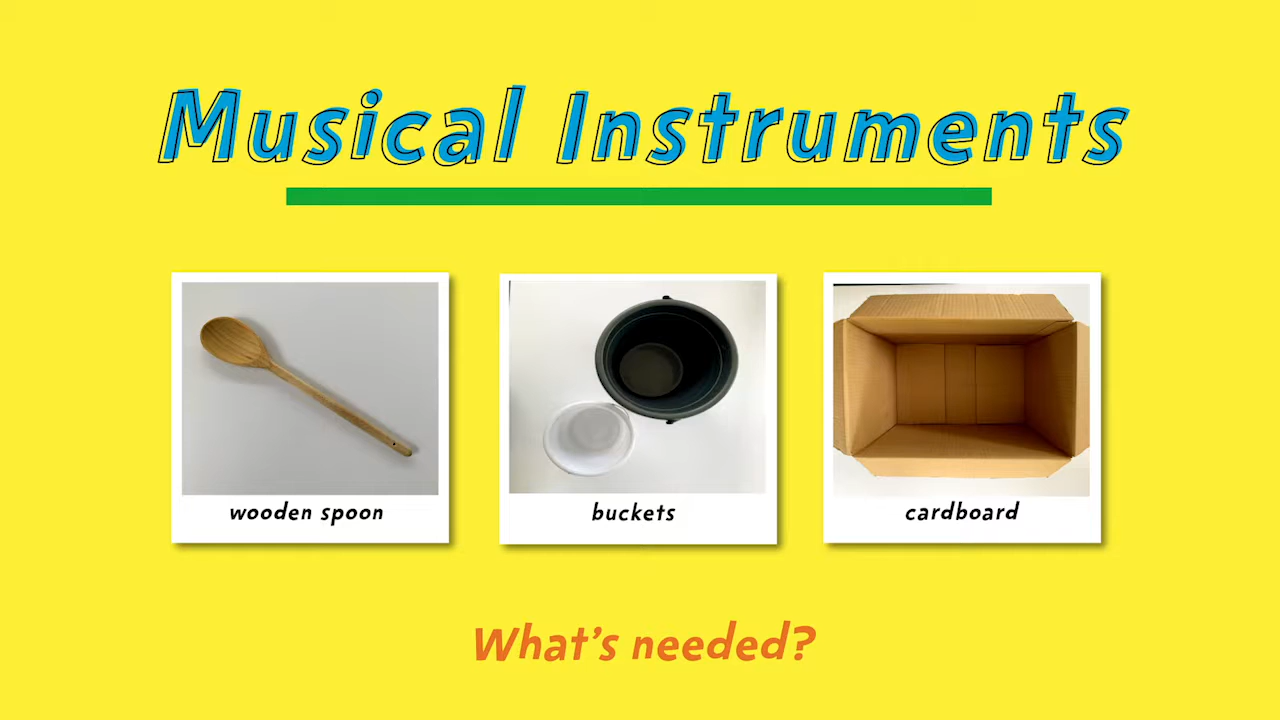 Musical Instruments
wooden spoon
buckets
cardboard
What's needed?